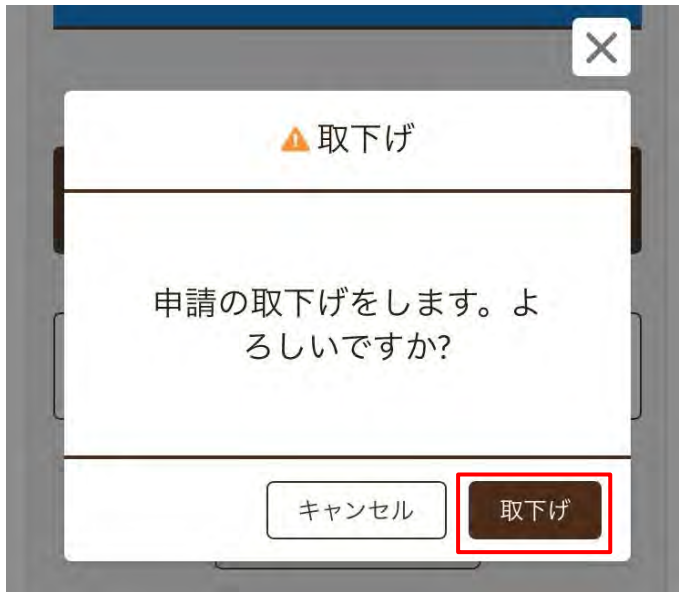 取下げ
申請の取下げをします。よ
ろしいですか?
キャンセル
取下げ